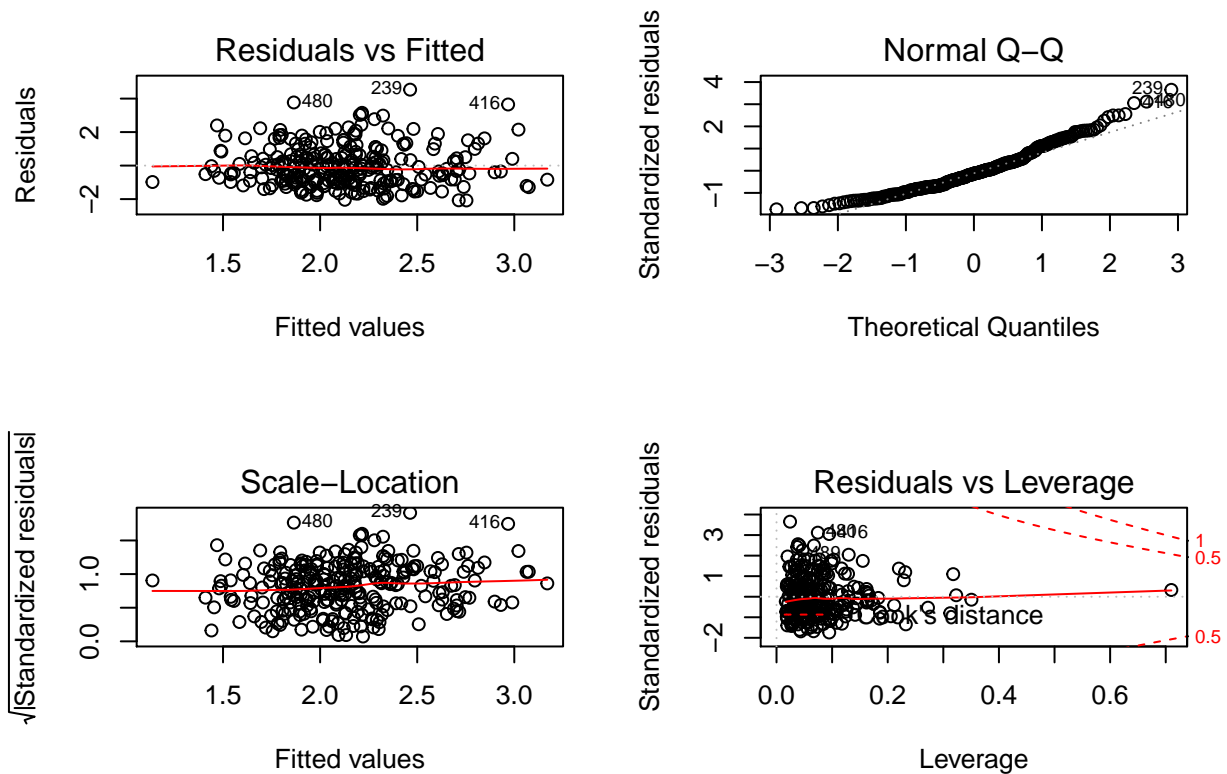 Residuals vs Fitted
Residuals
−2
2
480
239
416
1.5 2.0 2.5 3.0
Fitted values
Normal Q−Q
Standardized residuals
−1
2
4
239
480
416
−3 −2 −1 0 1 2 3
Theoretical Quantiles
Scale−Location
√|Standardized residuals|
0.0
1.0
480
239
416
1.5 2.0 2.5 3.0
Fitted values
Residuals vs Leverage
Standardized residuals
−2
1
3
480
416
1
0.5
0.5
distance
0.0 0.2 0.4 0.6
Leverage